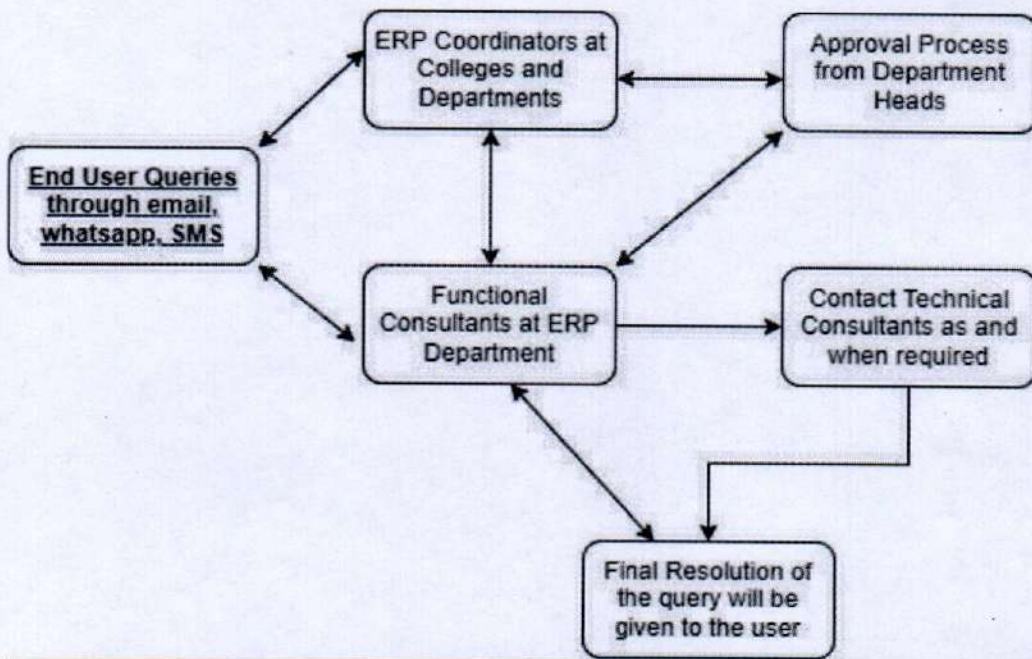 ERP Coordinators at
Colleges and
Departments
Approval Process
from Department
Heads
End User Queries
through email,
whatsapp, SMS
Functional
Consultants at ERP
Department
Contact Technical
Consultants as and
when required
Final Resolution of
the query will be
given to the user